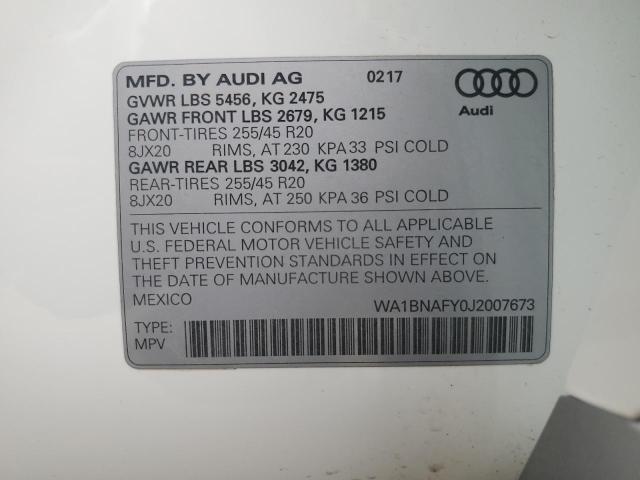 MFD. BY AUDI AG 0217
GVWR LBS 5456, KG 2475
GAWR FRONT LBS 2679, KG 1215
FRONT-TIRES 255/45 R20
8JX20 RIMS, AT 230 KPA 33 PSI COLD
GAWR REAR LBS 3042, KG 1380
REAR-TIRES 255/45 R20
8JX20 RIMS, AT 250 KPA 36 PSI COLD
Audi
THIS VEHICLE CONFORMS TO ALL APPLICABLE
U.S. FEDERAL MOTOR VEHICLE SAFETY AND
THEFT PREVENTION STANDARDS IN EFFECT ON
THE DATE OF MANUFACTURE SHOWN ABOVE.
MEXICO WA1BNAFY0J2007673
TYPE:
MPV